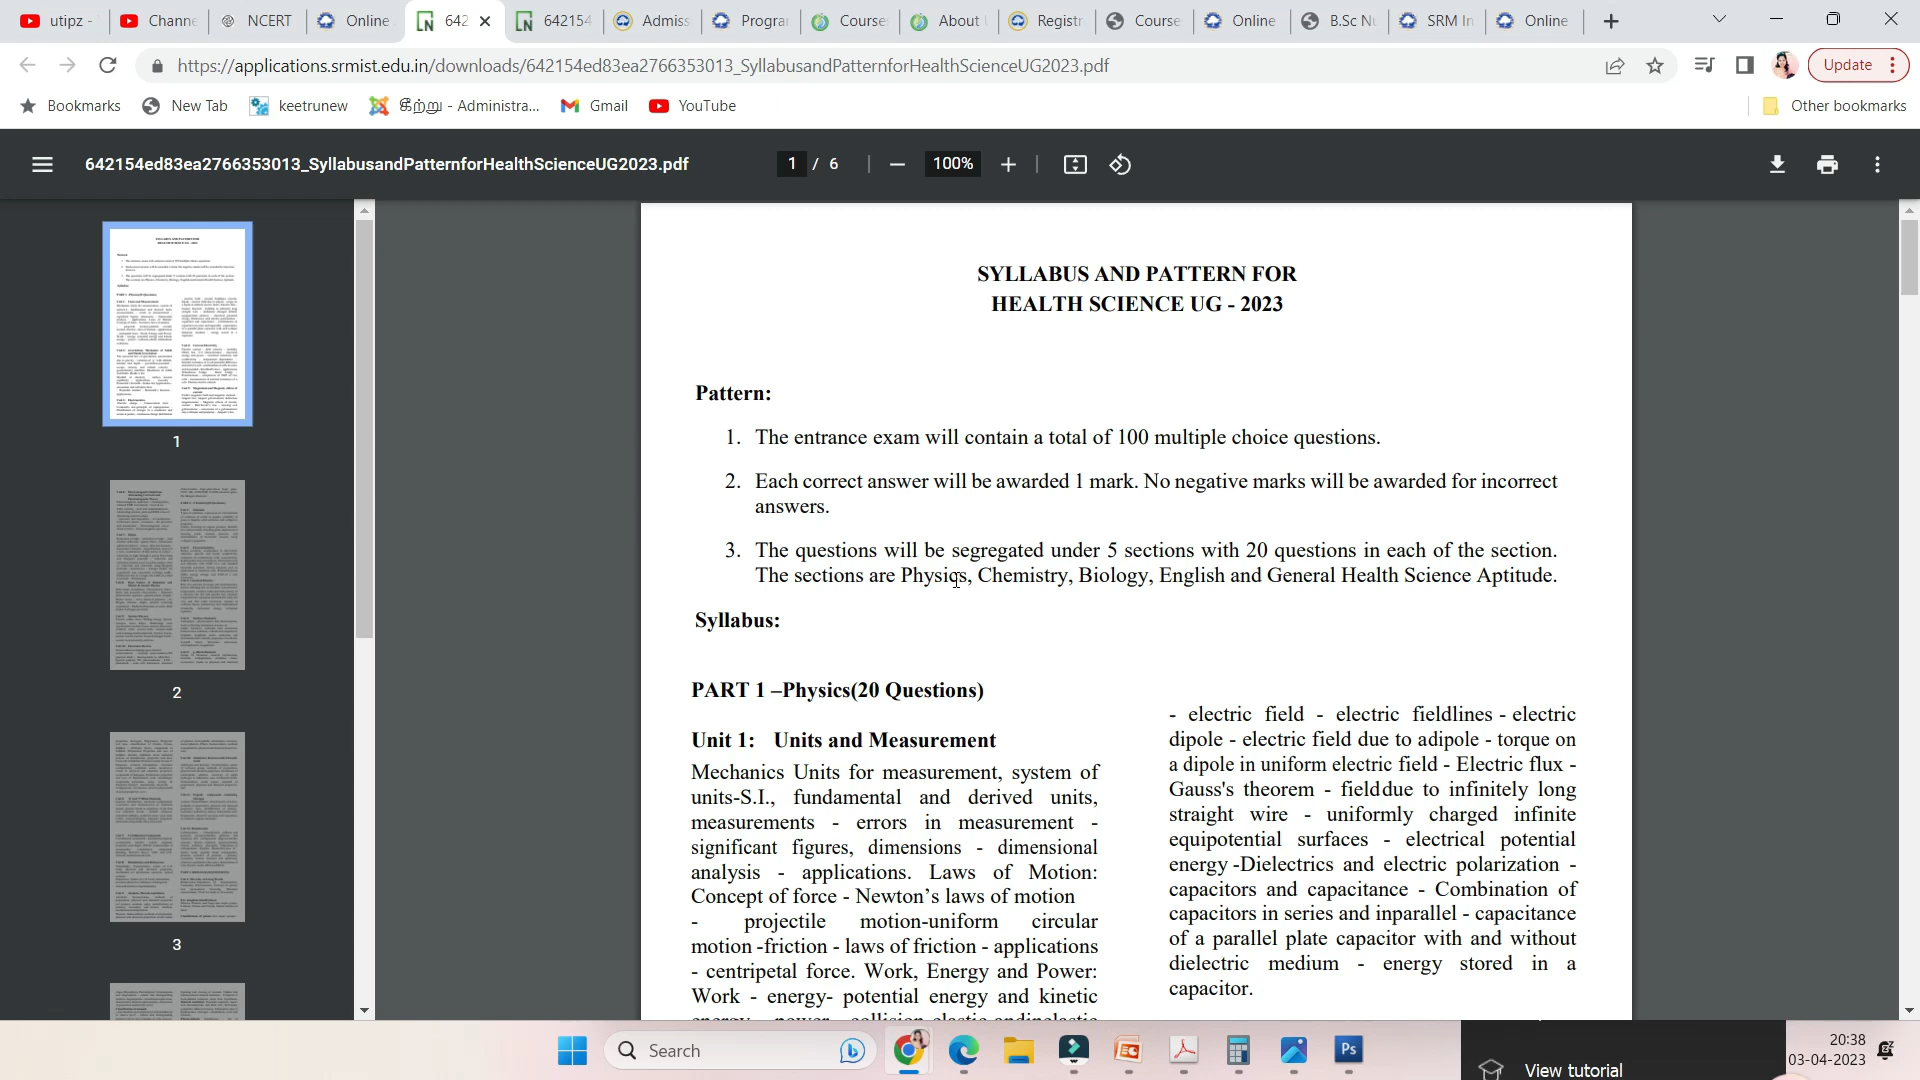 utipz -
Channe
NCERT
Online
642
642154
Admiss
Progra
Course
About
Registr
Course
Online
B.Sc Nu
SRM In
Online
https://applications.srmist.edu.in/downloads/642154ed83ea2766353013_SyllabusandPatternforHealthScienceUG2023.pdf
Update
Bookmarks
New Tab
keetrunew
கீற்று - Administra...
Gmail
YouTube
Other bookmarks
642154ed83ea2766353013_SyllabusandPatternforHealthScienceUG2023.pdf
1 / 6
100%
1
2
3
SYLLABUS AND PATTERN FOR
HEALTH SCIENCE UG - 2023
Pattern:
1. The entrance exam will contain a total of 100 multiple choice questions.
2. Each correct answer will be awarded 1 mark. No negative marks will be awarded for incorrect
answers.
3. The questions will be segregated under 5 sections with 20 questions in each of the section.
The sections are Physics, Chemistry, Biology, English and General Health Science Aptitude.
Syllabus:
PART 1 –Physics(20 Questions)
Unit 1: Units and Measurement
Mechanics Units for measurement, system of
units-S.I., fundamental and derived units,
measurements - errors in measurement -
significant figures, dimensions - dimensional
analysis - applications. Laws of Motion:
Concept of force - Newton’s laws of motion
- projectile motion-uniform circular
motion -friction - laws of friction - applications
- centripetal force. Work, Energy and Power:
Work - energy- potential energy and kinetic
energy - power - collision-elastic andinelastic
- electric field - electric fieldlines - electric
dipole - electric field due to adipole - torque on
a dipole in uniform electric field - Electric flux -
Gauss's theorem - fielddue to infinitely long
straight wire - uniformly charged infinite
equipotential surfaces - electrical potential
energy -Dielectrics and electric polarization -
capacitors and capacitance - Combination of
capacitors in series and inparallel - capacitance
of a parallel plate capacitor with and without
dielectric medium - energy stored in a
capacitor.
Search
Ps
View tutorial
20:38
03-04-2023